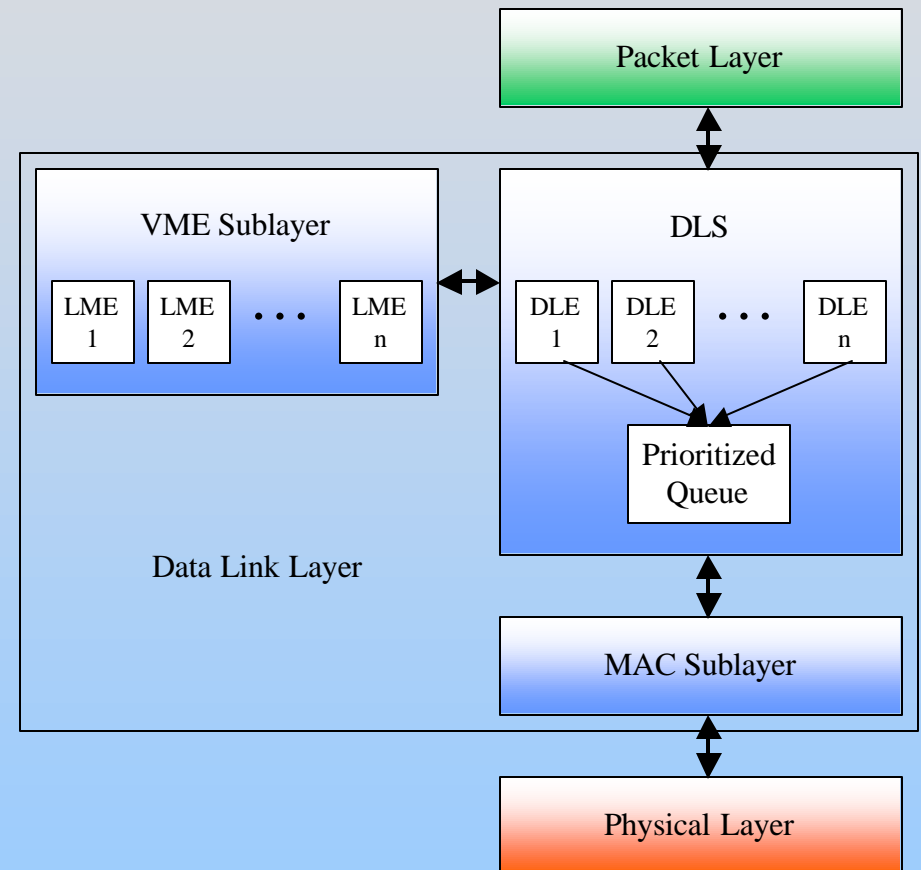 Packet Layer
VME Sublayer
LME
1
LME
2
. . .
LME
n
DLS
DLE
1
DLE
2
. . .
DLE
n
Prioritized
Queue
Data Link Layer
MAC Sublayer
Physical Layer